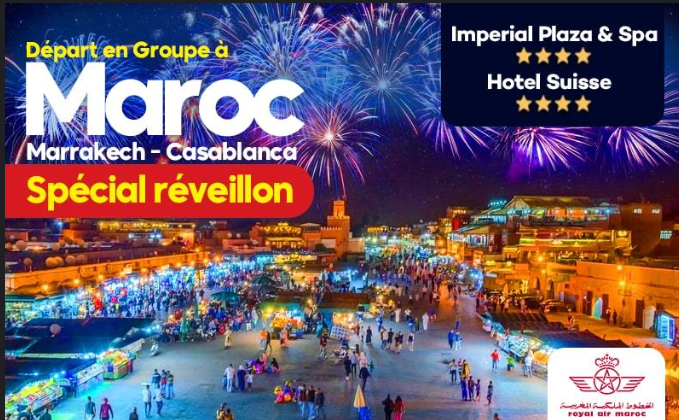 Départ en Groupe à
Maroc
Marrakech - Casablanca
Spécial réveillon
Imperial Plaza & Spa
Hotel Suisse
الخطوط الملكية المغربية
royal air maroc